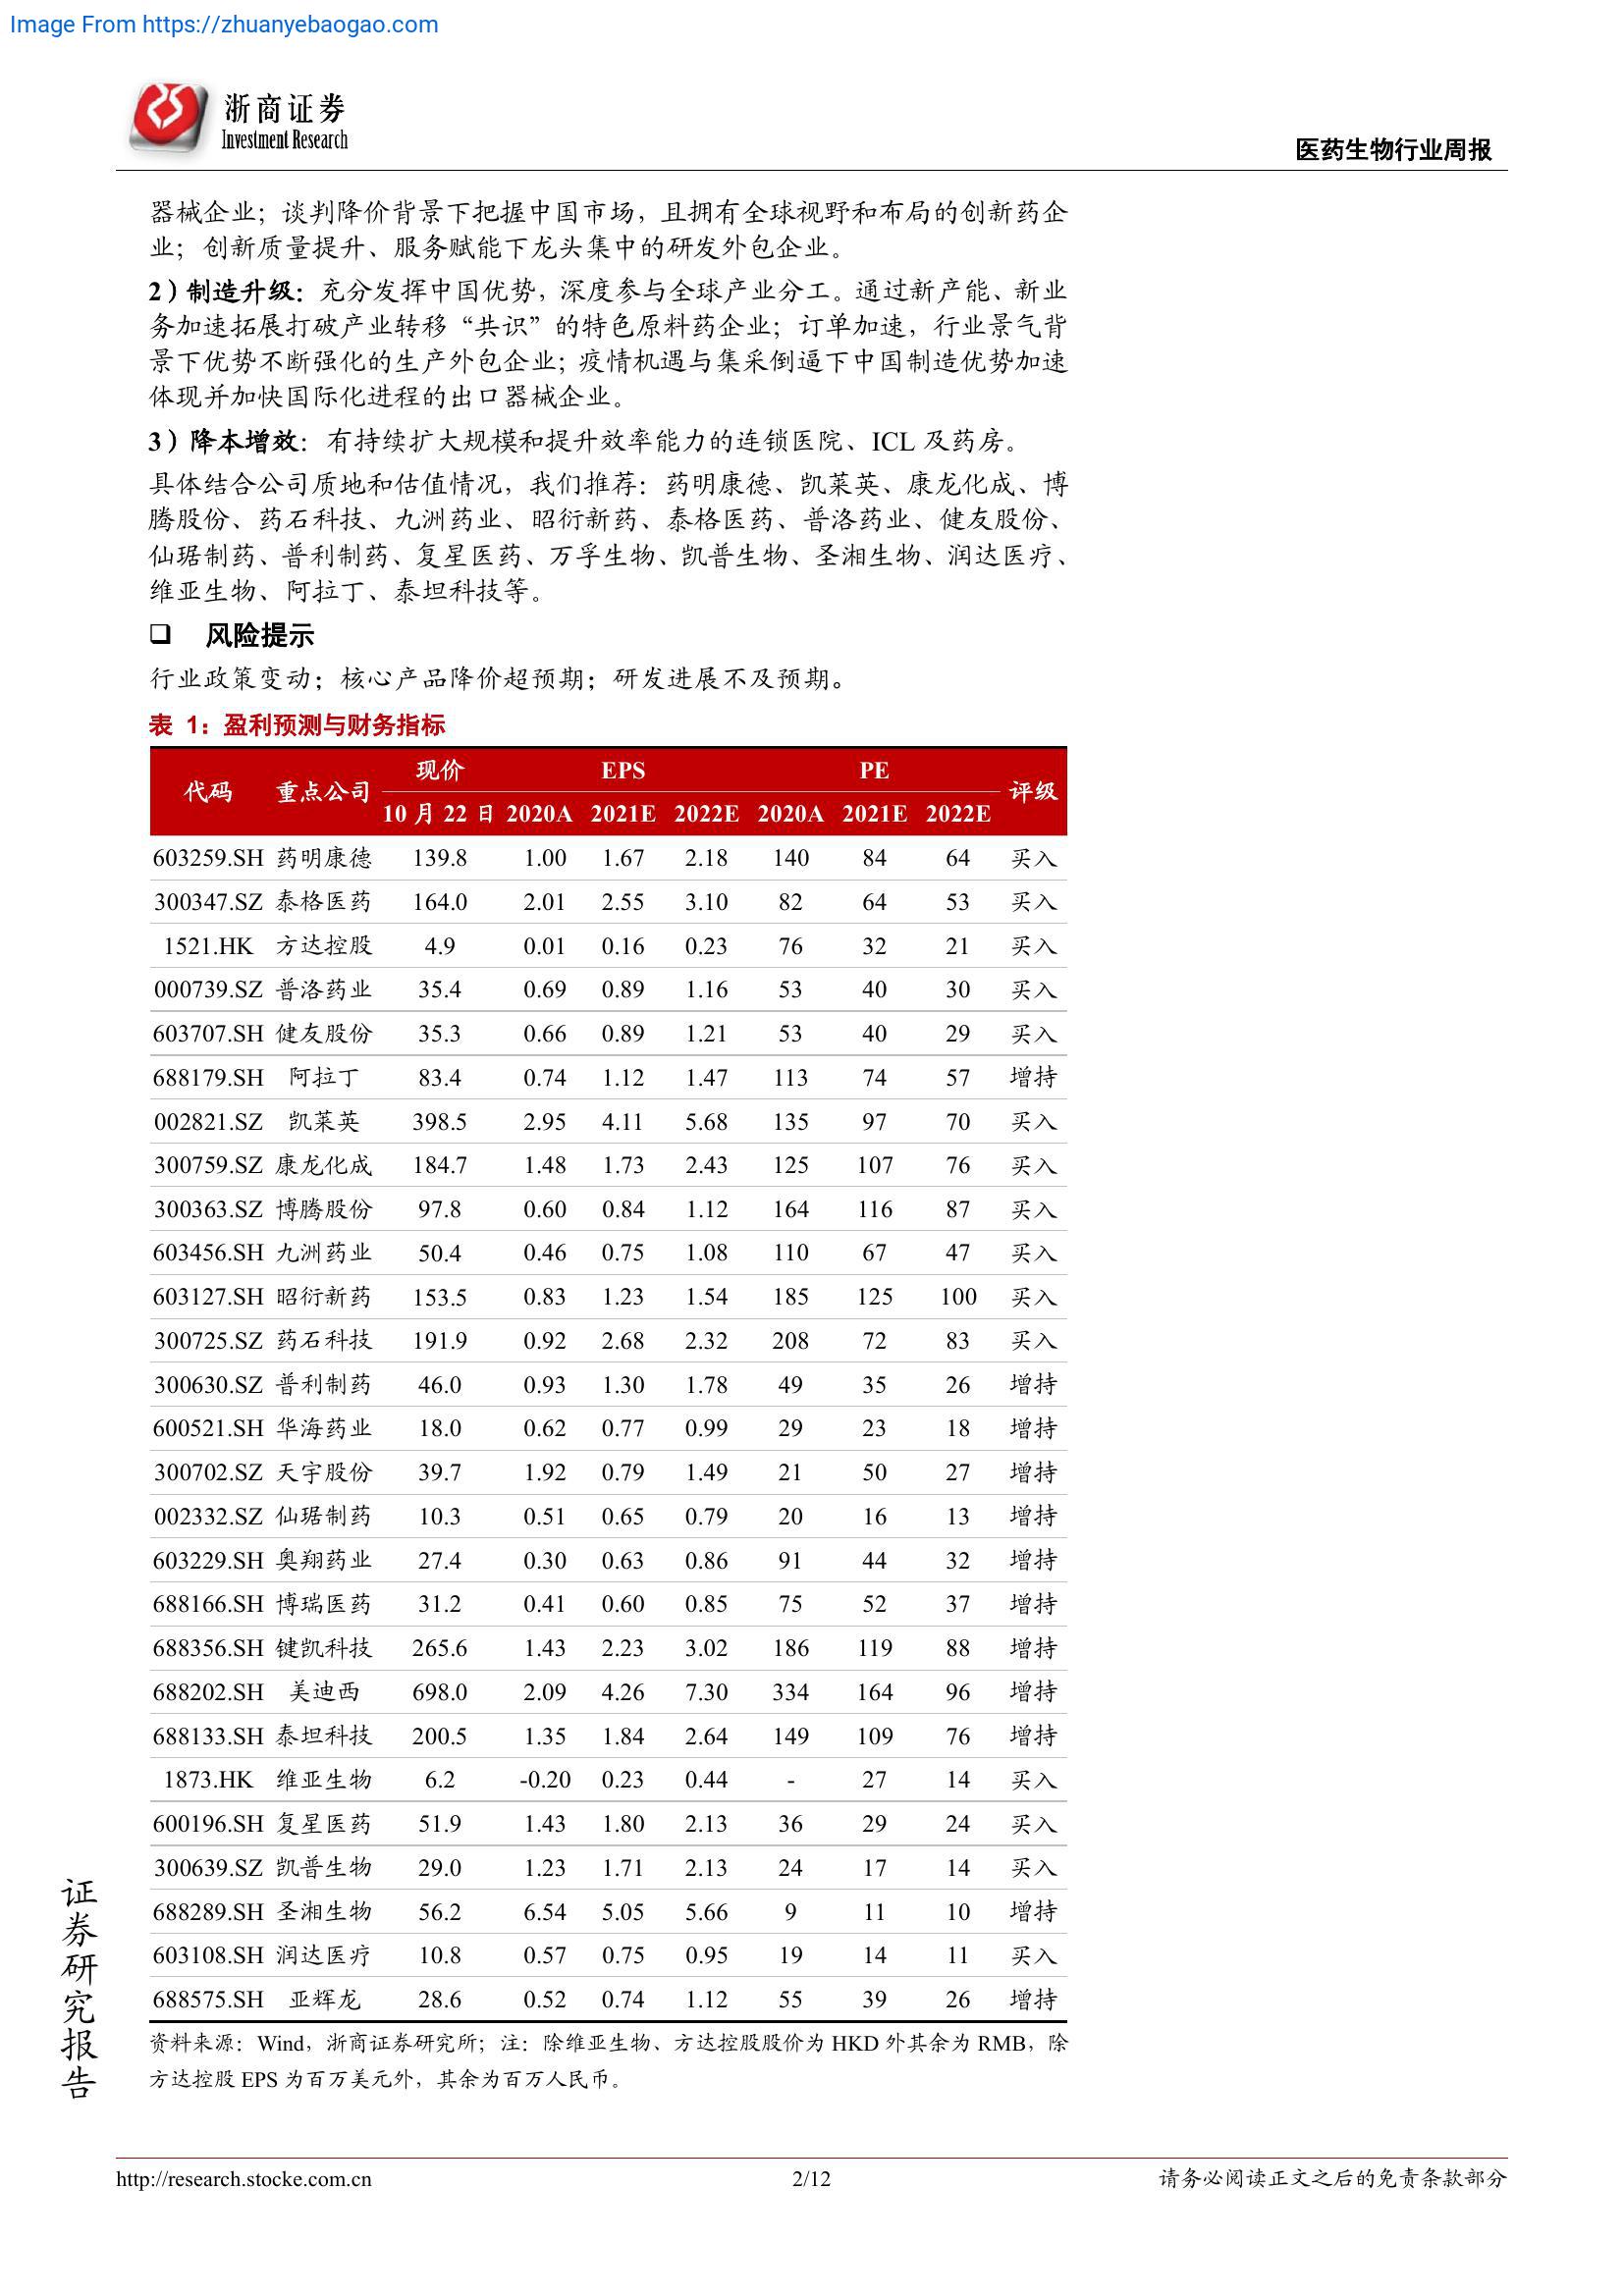 Image From https://zhuanyebaogao.com
浙商证券
Investment Research
医药生物行业周报
器械企业；谈判降价背景下把握中国市场，且拥有全球视野和布局的创新药企
业；创新质量提升、服务赋能下龙头集中的研发外包企业。
2）制造升级：充分发挥中国优势，深度参与全球产业分工。通过新产能、新业
务加速拓展打破产业转移“共识”的特色原料药企业；订单加速，行业景气背
景下优势不断强化的生产外包企业；疫情机遇与集采倒逼下中国制造优势加速
体现并加快国际化进程的出口器械企业。
3）降本增效：有持续扩大规模和提升效率能力的连锁医院、ICL 及药房。
具体结合公司质地和估值情况，我们推荐：药明康德、凯莱英、康龙化成、博
腾股份、药石科技、九洲药业、昭衍新药、泰格医药、普洛药业、健友股份、
仙琚制药、普利制药、复星医药、万孚生物、凯普生物、圣湘生物、润达医疗、
维亚生物、阿拉丁、泰坦科技等。
❑ 风险提示
行业政策变动；核心产品降价超预期；研发进展不及预期。
表 1：盈利预测与财务指标
代码 重点公司 现价 EPS PE 评级
10 月 22 日 2020A 2021E 2022E 2020A 2021E 2022E
603259.SH 药明康德 139.8 1.00 1.67 2.18 140 84 64 买入
300347.SZ 泰格医药 164.0 2.01 2.55 3.10 82 64 53 买入
1521.HK 方达控股 4.9 0.01 0.16 0.23 76 32 21 买入
000739.SZ 普洛药业 35.4 0.69 0.89 1.16 53 40 30 买入
603707.SH 健友股份 35.3 0.66 0.89 1.21 53 40 29 买入
688179.SH 阿拉丁 83.4 0.74 1.12 1.47 113 74 57 增持
002821.SZ 凯莱英 398.5 2.95 4.11 5.68 135 97 70 买入
300759.SZ 康龙化成 184.7 1.48 1.73 2.43 125 107 76 买入
300363.SZ 博腾股份 97.8 0.60 0.84 1.12 164 116 87 买入
603456.SH 九洲药业 50.4 0.46 0.75 1.08 110 67 47 买入
603127.SH 昭衍新药 153.5 0.83 1.23 1.54 185 125 100 买入
300725.SZ 药石科技 191.9 0.92 2.68 2.32 208 72 83 买入
300630.SZ 普利制药 46.0 0.93 1.30 1.78 49 35 26 增持
600521.SH 华海药业 18.0 0.62 0.77 0.99 29 23 18 增持
300702.SZ 天宇股份 39.7 1.92 0.79 1.49 21 50 27 增持
002332.SZ 仙琚制药 10.3 0.51 0.65 0.79 20 16 13 增持
603229.SH 奥翔药业 27.4 0.30 0.63 0.86 91 44 32 增持
688166.SH 博瑞医药 31.2 0.41 0.60 0.85 75 52 37 增持
688356.SH 键凯科技 265.6 1.43 2.23 3.02 186 119 88 增持
688202.SH 美迪西 698.0 2.09 4.26 7.30 334 164 96 增持
688133.SH 泰坦科技 200.5 1.35 1.84 2.64 149 109 76 增持
1873.HK 维亚生物 6.2 -0.20 0.23 0.44 - 27 14 买入
600196.SH 复星医药 51.9 1.43 1.80 2.13 36 29 24 买入
300639.SZ 凯普生物 29.0 1.23 1.71 2.13 24 17 14 买入
688289.SH 圣湘生物 56.2 6.54 5.05 5.66 9 11 10 增持
603108.SH 润达医疗 10.8 0.57 0.75 0.95 19 14 11 买入
688575.SH 亚辉龙 28.6 0.52 0.74 1.12 55 39 26 增持
资料来源：Wind，浙商证券研究所；注：除维亚生物、方达控股股价为 HKD 外其余为 RMB，除
方达控股 EPS 为百万美元外，其余为百万人民币。
证券研究报告
http://research.stocke.com.cn
2/12
请务必阅读正文之后的免责条款部分